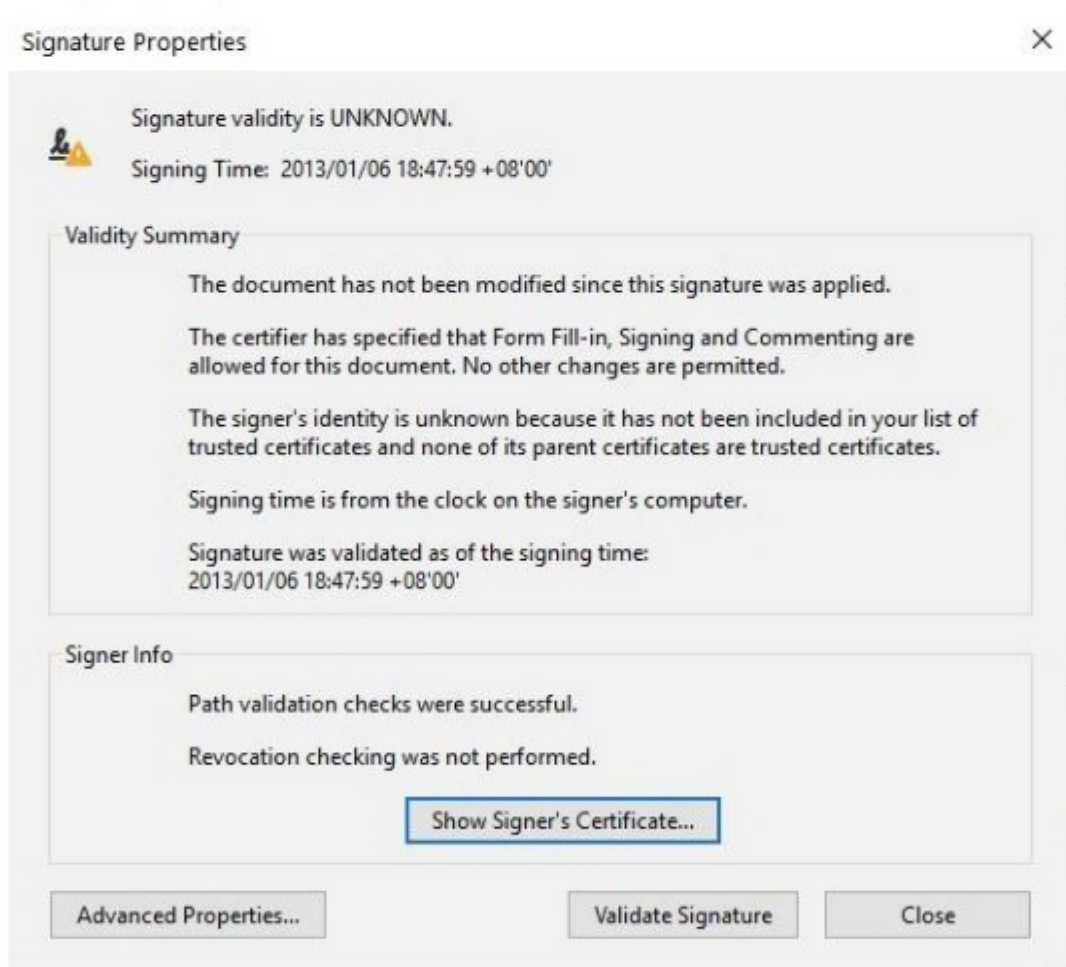 Signature Properties
Signature validity is UNKNOWN.
Signing Time: 2013/01/06 18:47:59 +08'00'
Validity Summary
The document has not been modified since this signature was applied.
The certifier has specified that Form Fill-in, Signing and Commenting are
allowed for this document. No other changes are permitted.
The signer's identity is unknown because it has not been included in your list of
trusted certificates and none of its parent certificates are trusted certificates.
Signing time is from the clock on the signer's computer.
Signature was validated as of the signing time:
2013/01/06 18:47:59 +08'00'
Signer Info
Path validation checks were successful.
Revocation checking was not performed.
Show Signer's Certificate...
Advanced Properties...
Validate Signature
Close